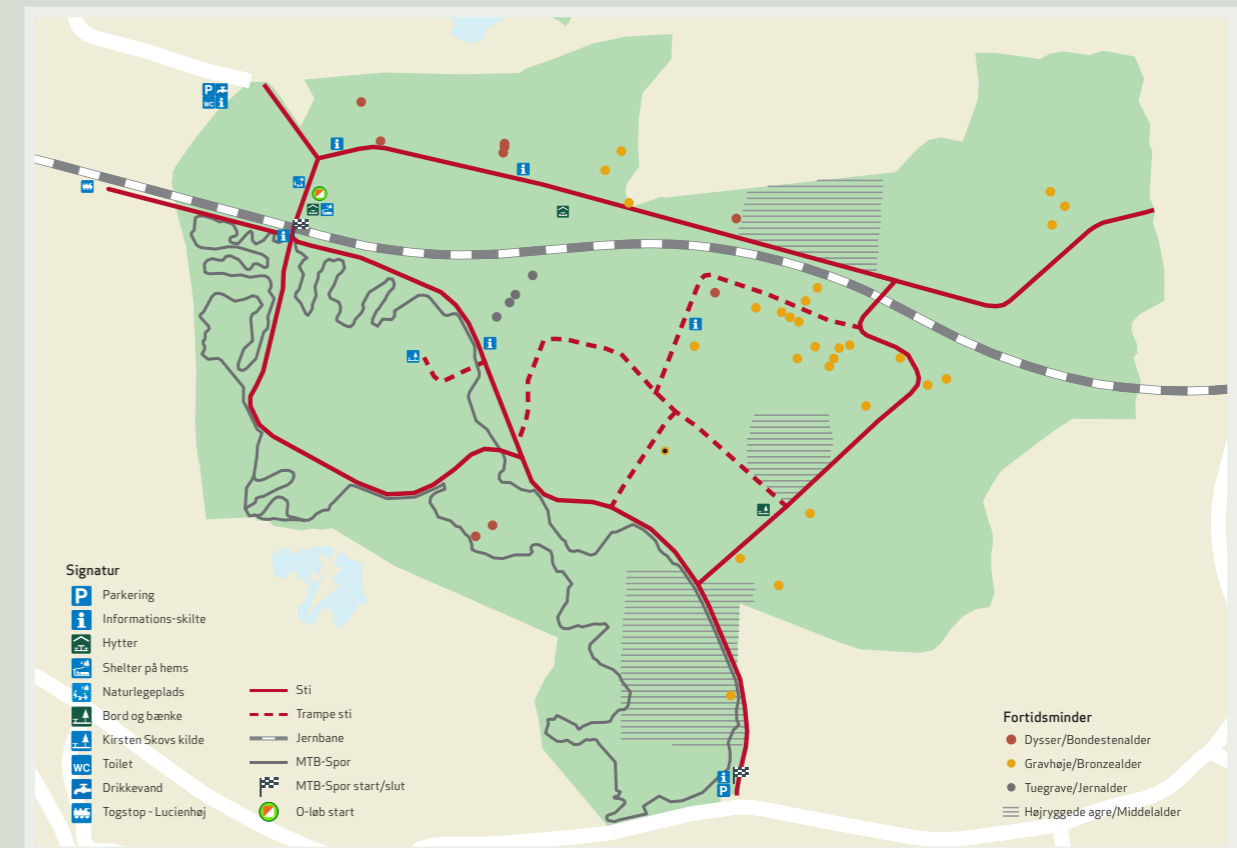 P
WC i
i
i
i
i
i
i
P
Signatur
P Parkering
i Informations-skilte
Hytter
Shelter på hems
Naturlegeplads
Bord og bænke
Kirsten Skovs kilde
WC Toilet
Drikkevand
Togstop - Lucienhøj
Sti
Trampe sti
Jernbane
MTB-Spor
MTB-Spor start/slut
O-løb start
Fortidsminder
Dysser/Bondestenalder
Gravhøje/Bronzealder
Tuegrave/Jernalder
Højryggede agre/Middelalder